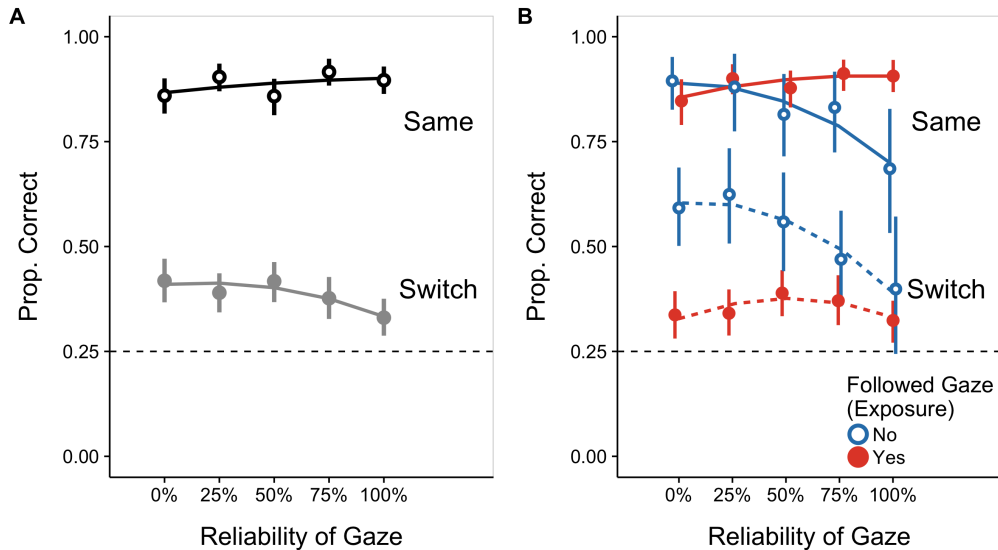 A
Prop. Correct
1.00
0.75
0.50
0.25
0.00
Same
Switch
0% 25% 50% 75% 100%
Reliability of Gaze
B
Prop. Correct
1.00
0.75
0.50
0.25
0.00
Same
Switch
Followed Gaze
(Exposure)
No
Yes
0% 25% 50% 75% 100%
Reliability of Gaze